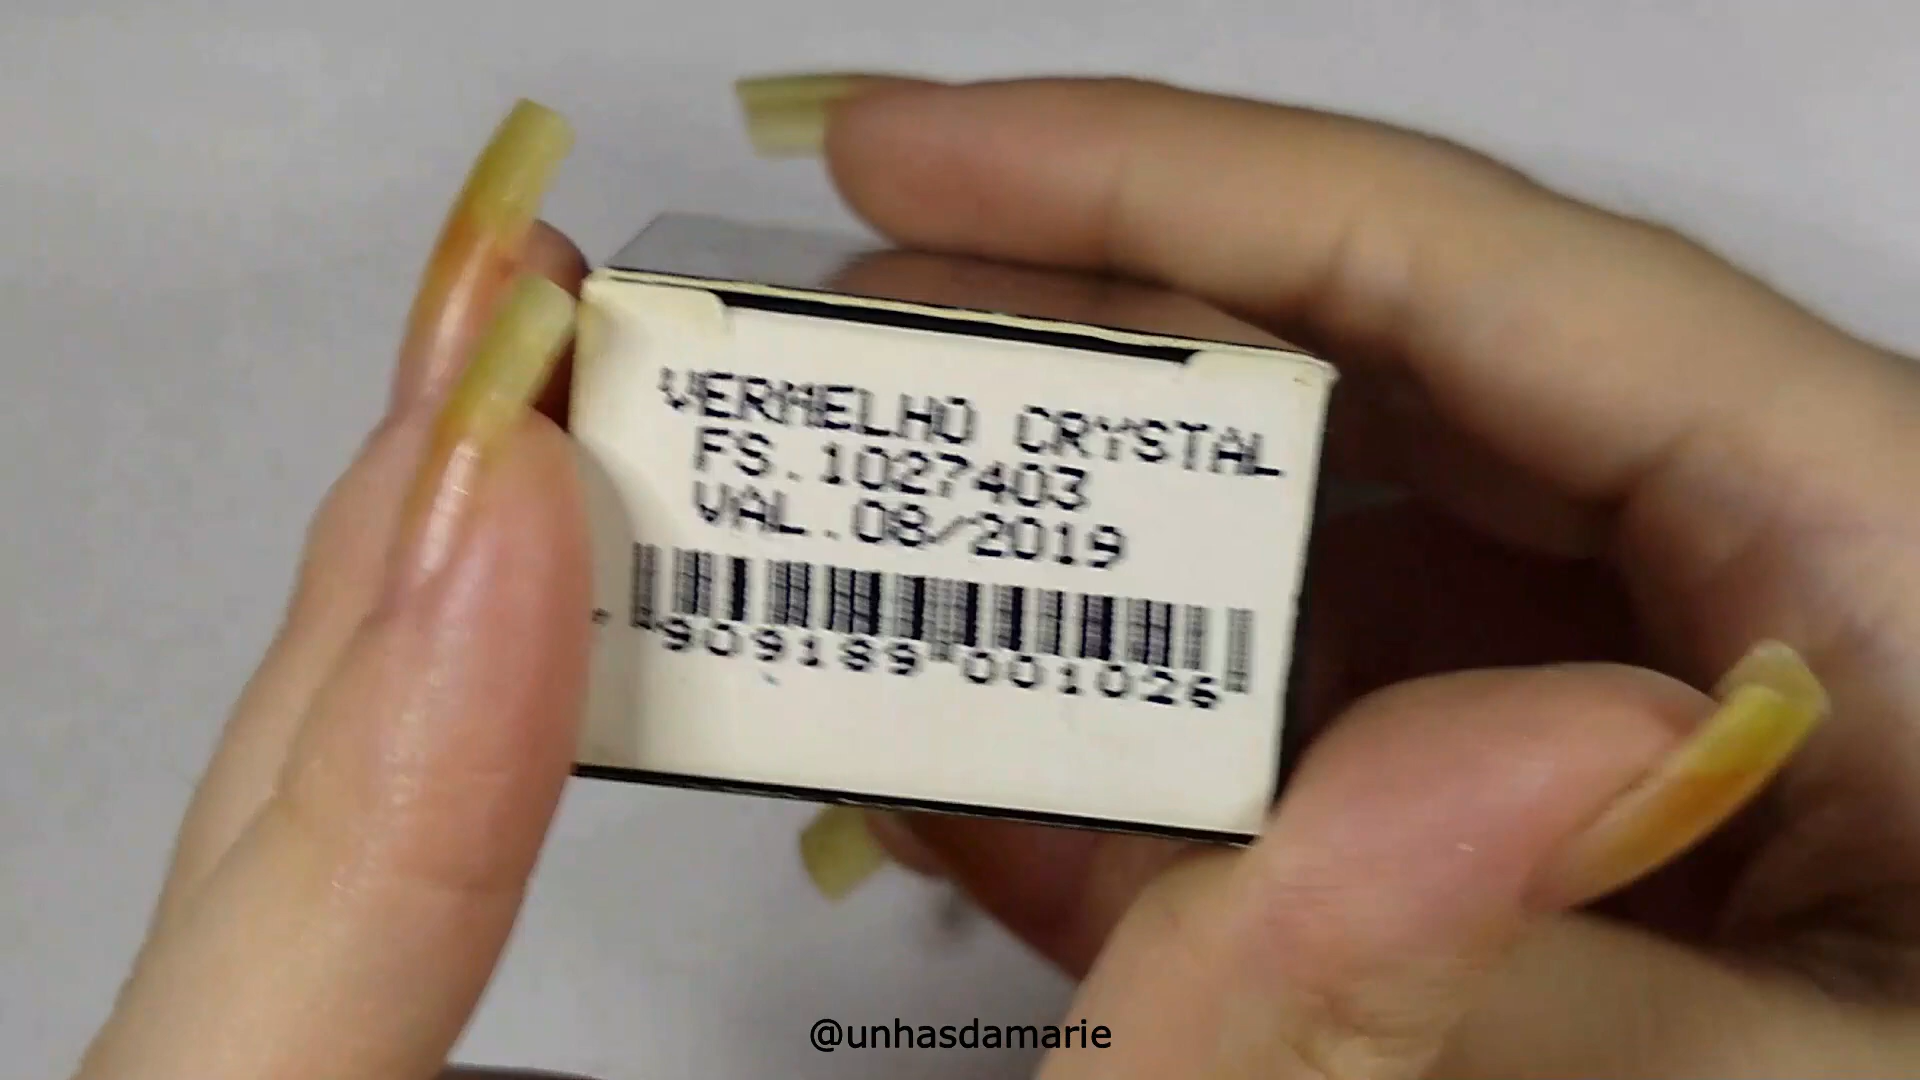 VERMELHO CRYSTAL
FS.1027403
VAL.08/2019
909189 001026
@unhasdamarie